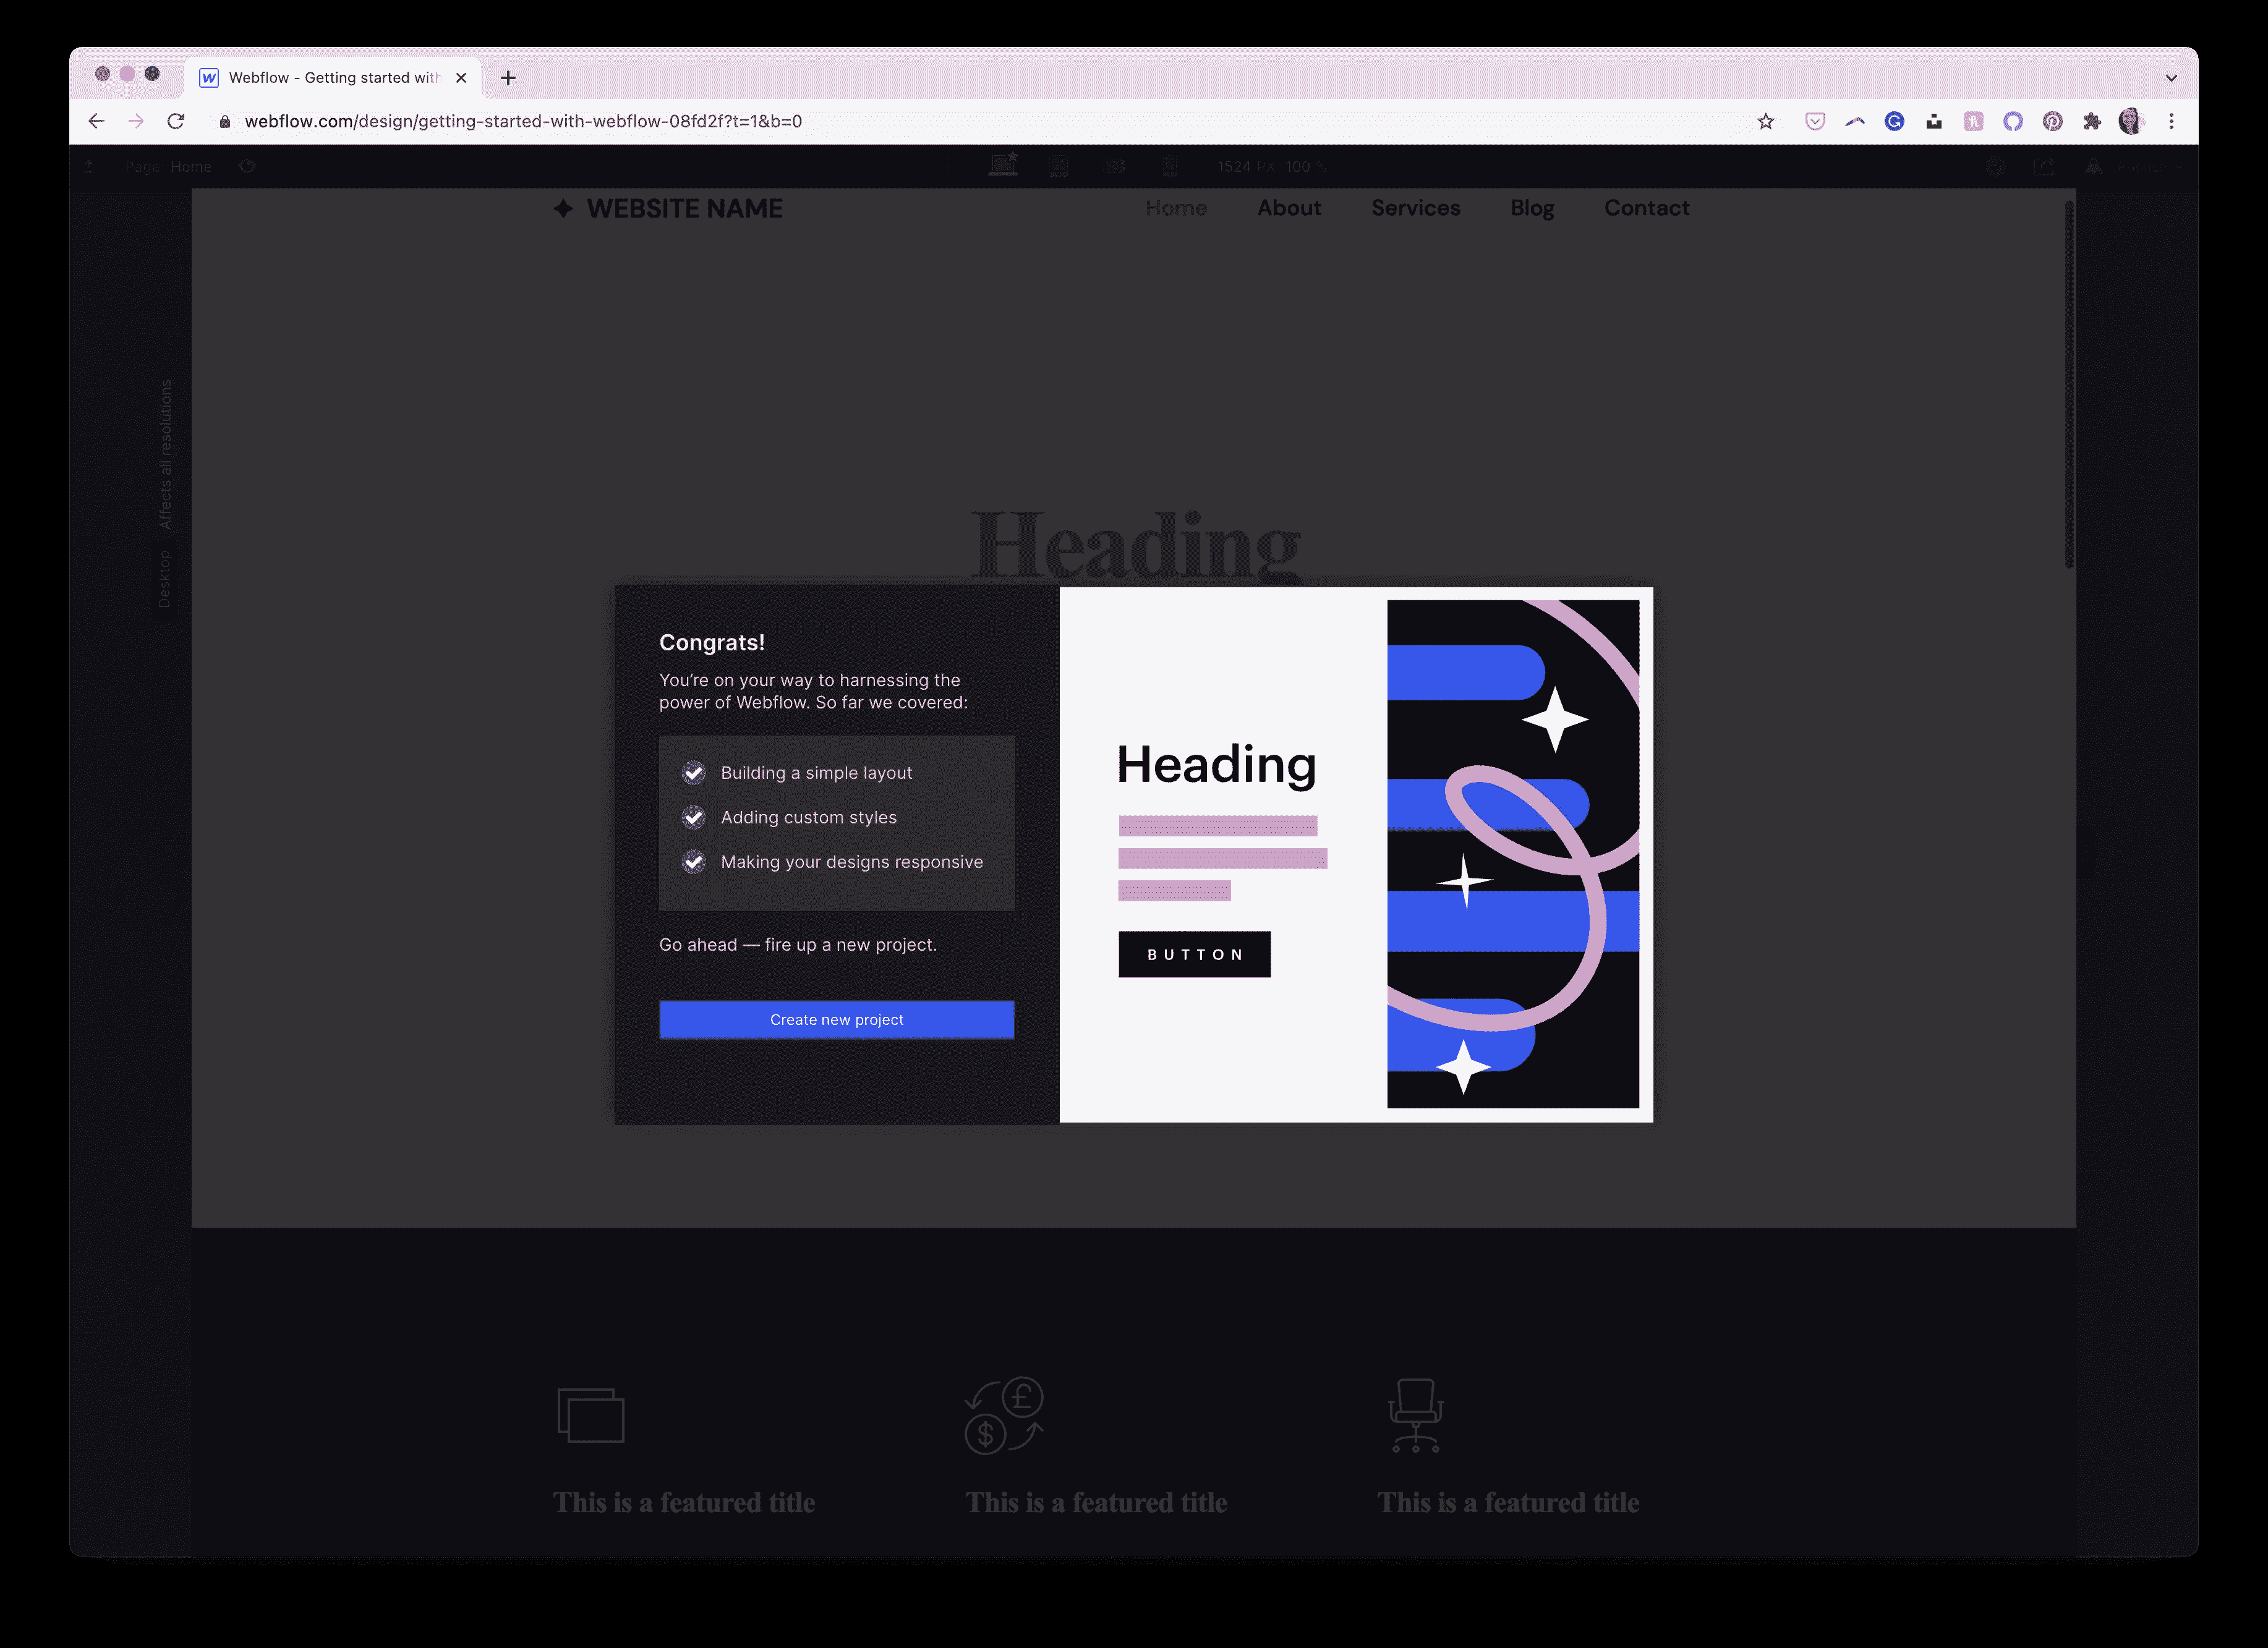 Webflow - Getting started with
webflow.com/design/getting-started-with-webflow-08fd2f?t=1&b=0
Page Home
1524 PX 100 %
Publish
WEBSITE NAME
Home About Services Blog Contact
Affects all resolutions
Desktop
Heading
Congrats!
You’re on your way to harnessing the
power of Webflow. So far we covered:
Building a simple layout
Adding custom styles
Making your designs responsive
Go ahead — fire up a new project.
Create new project
Heading
BUTTON
£
$
This is a featured title
This is a featured title
This is a featured title